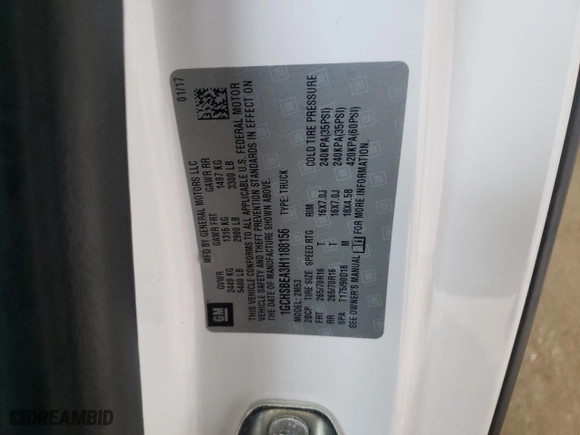 MFD BY GENERAL MOTORS LLC
01/17
GVWR GAWR FRT GAWR RR
2449 KG 1315 KG 1497 KG
5400 LB 2900 LB 3300 LB
THIS VEHICLE CONFORMS TO ALL APPLICABLE U.S. FEDERAL MOTOR
VEHICLE SAFETY AND THEFT PREVENTION STANDARDS IN EFFECT ON
THE DATE OF MANUFACTURE SHOWN ABOVE.
1GCHSBEA3H1188156 TYPE: TRUCK
GM
MODEL: 2M53
2BCP TIRE SIZE SPEED RTG RIM COLD TIRE PRESSURE
FRT 265/70R16 T 16X7.0J 240KPA(35PSI)
RR 265/70R16 T 16X7.0J 240KPA(35PSI)
SPA T175/90D18 M 18X4.5B 420KPA(60PSI)
SEE OWNER'S MANUAL FOR MORE INFORMATION.
DREAMBID